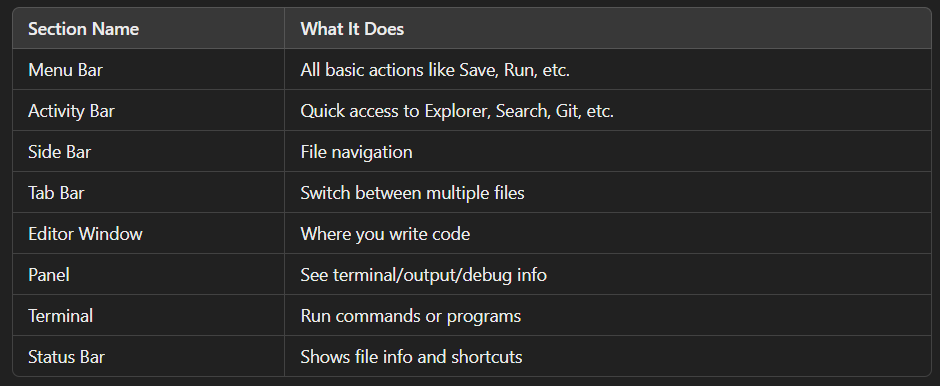 Section Name What It Does
Menu Bar All basic actions like Save, Run, etc.
Activity Bar Quick access to Explorer, Search, Git, etc.
Side Bar File navigation
Tab Bar Switch between multiple files
Editor Window Where you write code
Panel See terminal/output/debug info
Terminal Run commands or programs
Status Bar Shows file info and shortcuts